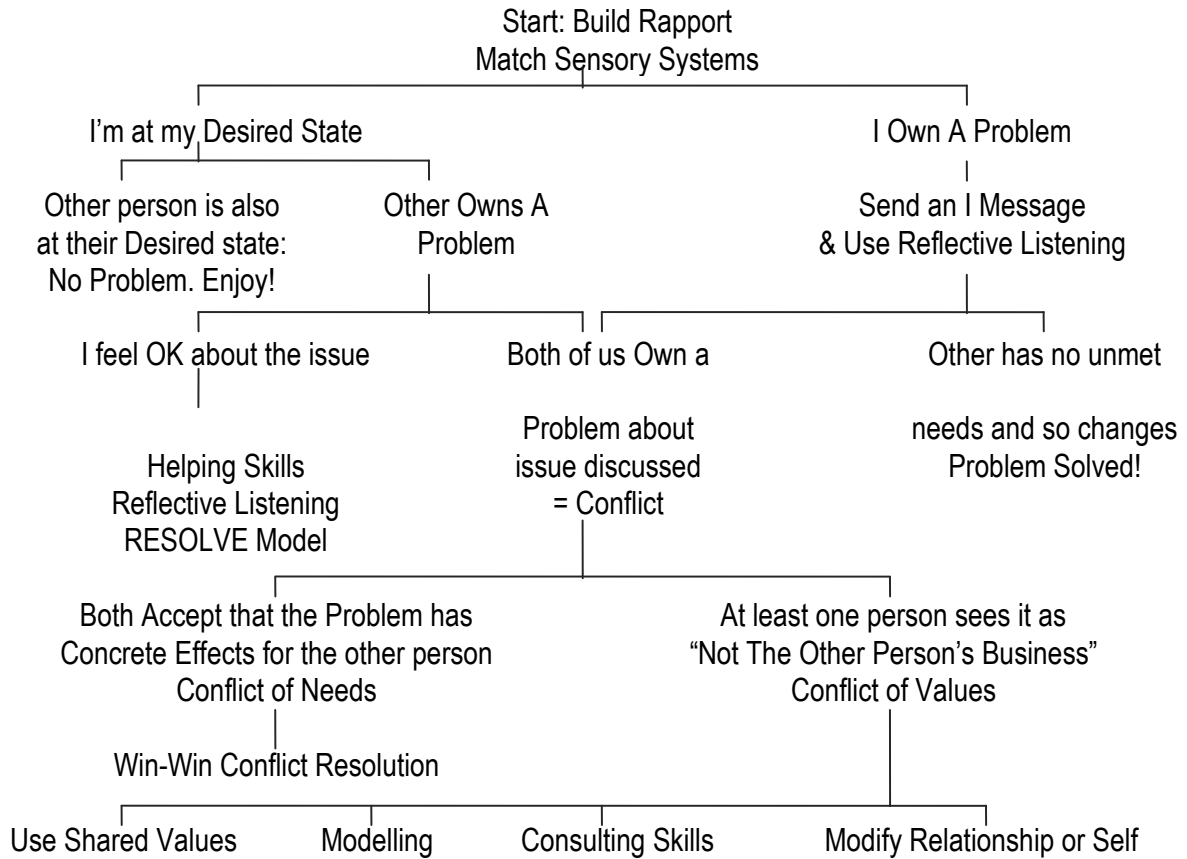 Start: Build Rapport
Match Sensory Systems
I'm at my Desired State
I Own A Problem
Other person is also
at their Desired state:
No Problem. Enjoy!
Other Owns A
Problem
Send an I Message
& Use Reflective Listening
I feel OK about the issue
Both of us Own a
Problem about
issue discussed
= Conflict
Other has no unmet
needs and so changes
Problem Solved!
Helping Skills
Reflective Listening
RESOLVE Model
Both Accept that the Problem has
Concrete Effects for the other person
Conflict of Needs
At least one person sees it as
“Not The Other Person's Business”
Conflict of Values
Win-Win Conflict Resolution
Use Shared Values
Modelling
Consulting Skills
Modify Relationship or Self